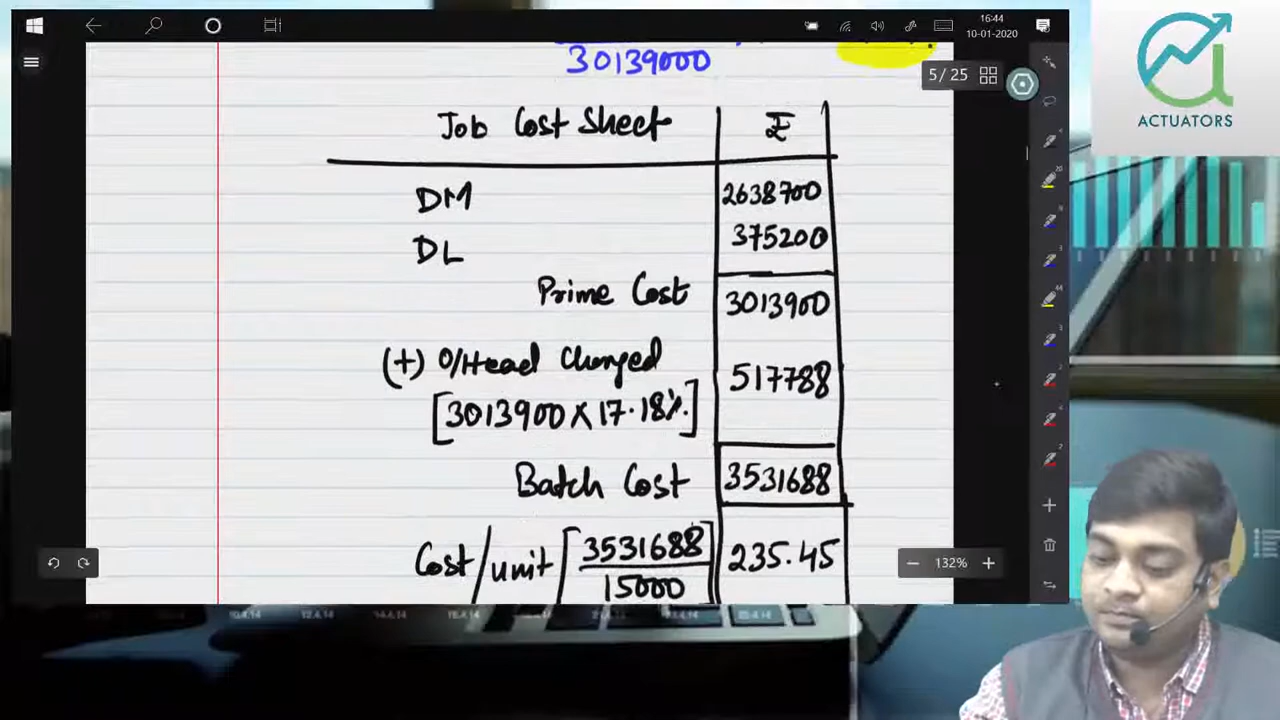 16:44
10-01-2020
30139000
5 / 25
ACTUATORS
Job Cost Sheet ₹
DM 2638700
DL 375200
Prime Cost 3013900
(+) O/Head Charged 517788
[3013900 X 17.18%]
Batch Cost 3531688
Cost/unit [3531688/15000] 235.45
132%